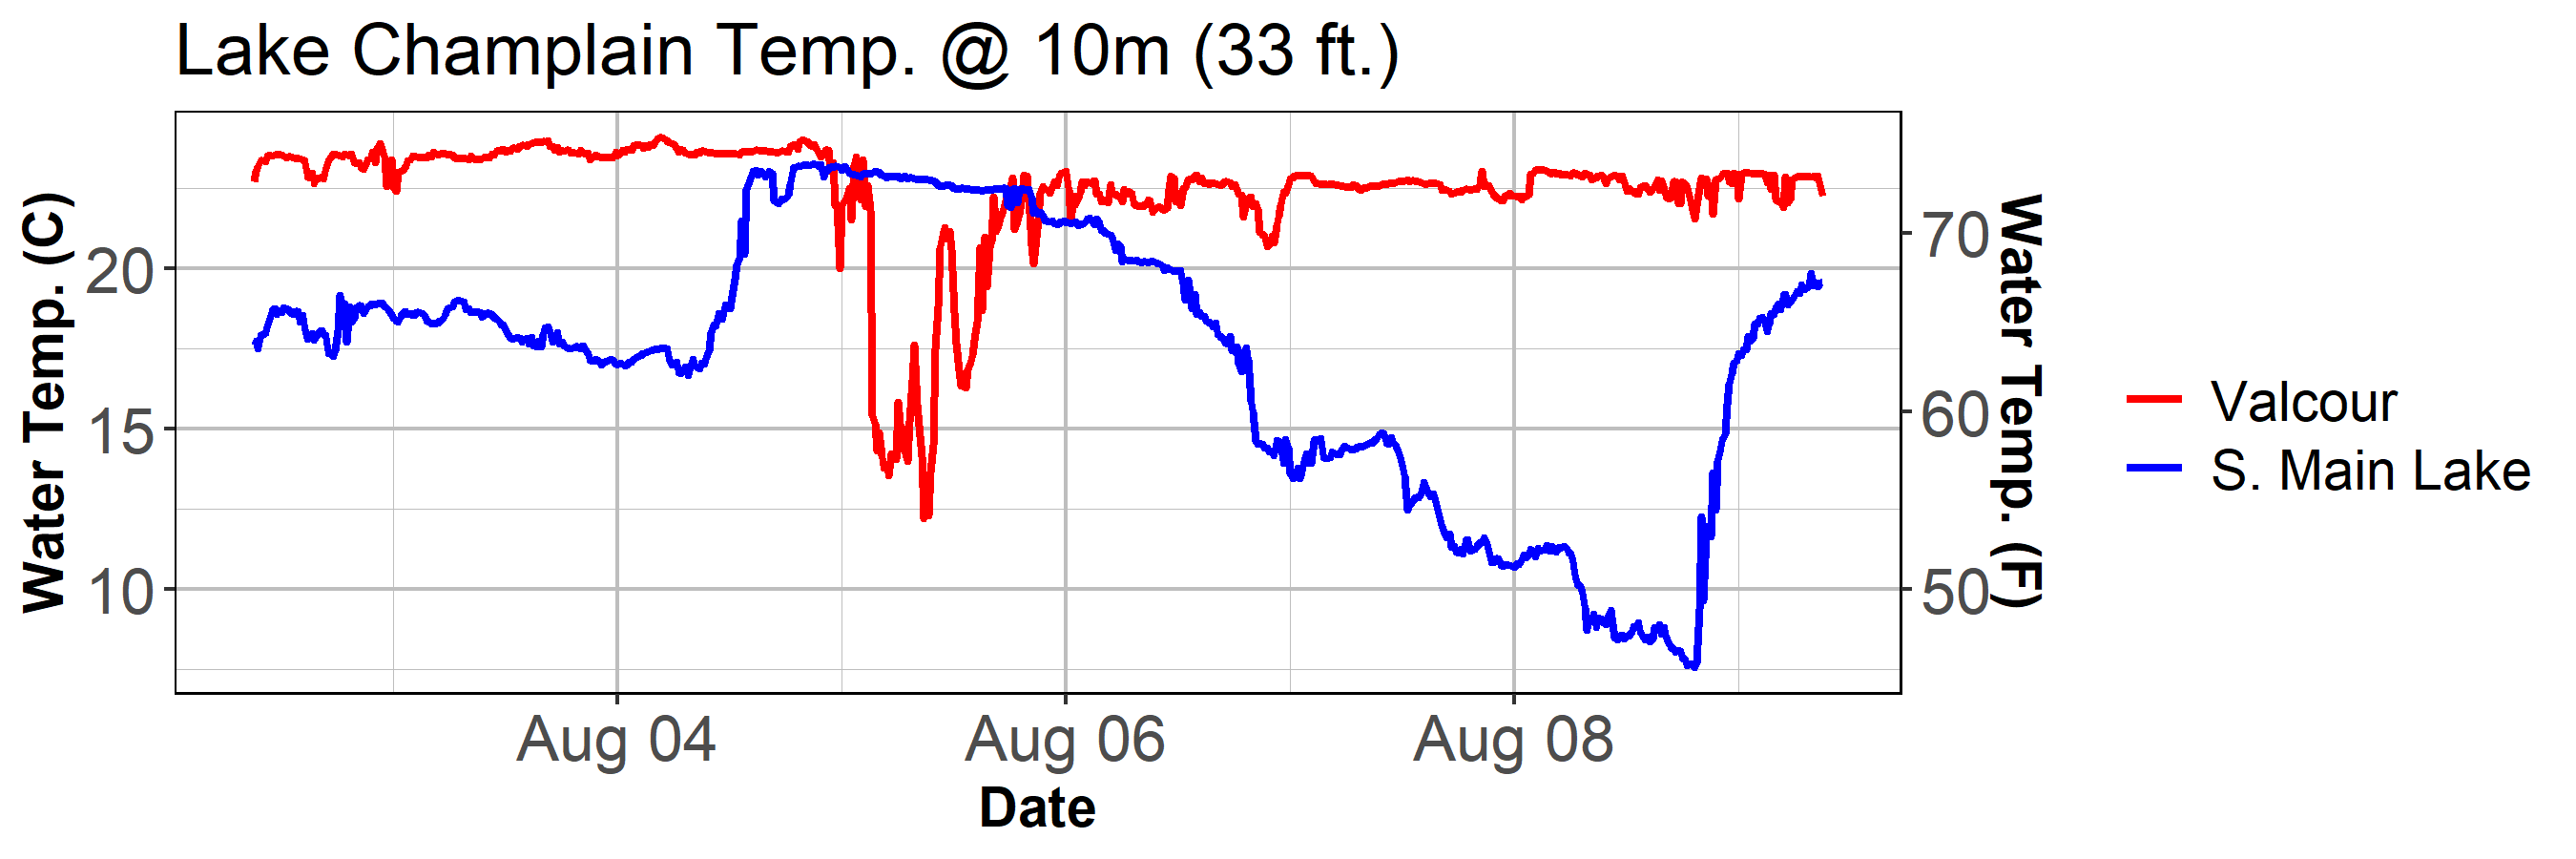 Lake Champlain Temp. @ 10m (33 ft.)
Water Temp. (C)
20
15
10
70
60
50
Water Temp. (F)
Aug 04
Aug 06
Aug 08
Date
Valcour
S. Main Lake